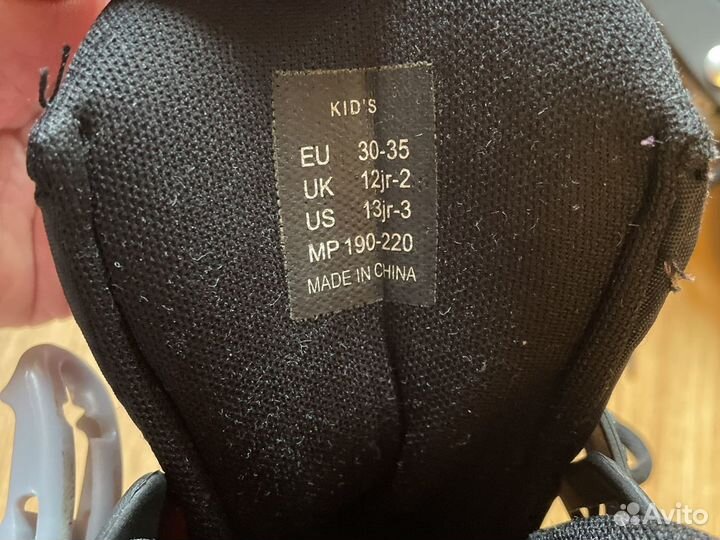 KID'S
EU 30-35
UK 12jr-2
US 13jr-3
MP 190-220
MADE IN CHINA
Avito